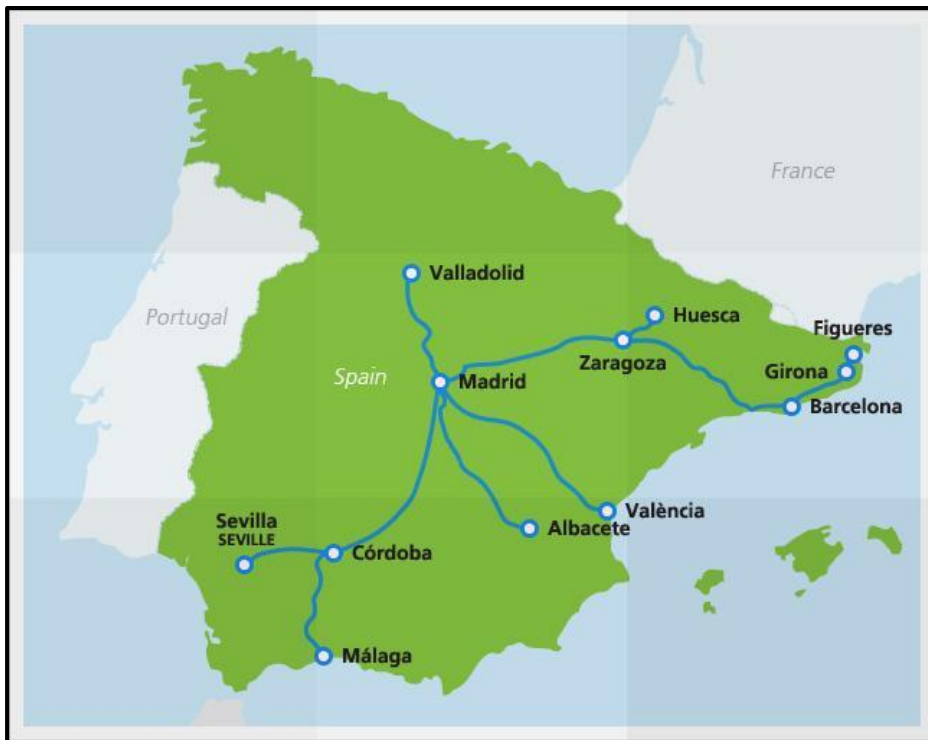 France
Valladolid
Huesca
Figueres
Portugal
Zaragoza
Girona
Spain
Madrid
Barcelona
Sevilla
SEVILLE
València
Albacete
Córdoba
Málaga